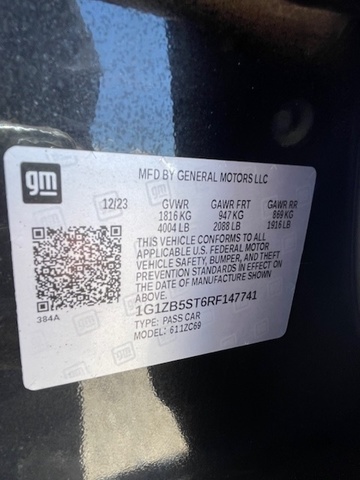 gm
MFD BY GENERAL MOTORS LLC
12/23 GVWR GAWR FRT GAWR RR
1816 KG 947 KG 869 KG
4004 LB 2088 LB 1916 LB
THIS VEHICLE CONFORMS TO ALL
APPLICABLE U.S. FEDERAL MOTOR
VEHICLE SAFETY, BUMPER, AND THEFT
PREVENTION STANDARDS IN EFFECT ON
THE DATE OF MANUFACTURE SHOWN
ABOVE.
1G1ZB5ST6RF147741
TYPE: PASS CAR
MODEL: 611ZC69
384A